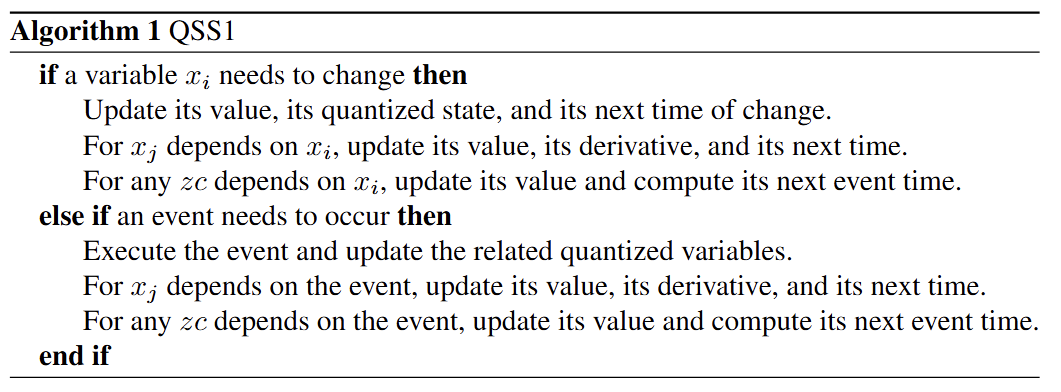 Algorithm 1 QSS1
if a variable xᵢ needs to change then
Update its value, its quantized state, and its next time of change.
For xⱼ depends on xᵢ, update its value, its derivative, and its next time.
For any zc depends on xᵢ, update its value and compute its next event time.
else if an event needs to occur then
Execute the event and update the related quantized variables.
For xⱼ depends on the event, update its value, its derivative, and its next time.
For any zc depends on the event, update its value and compute its next event time.
end if